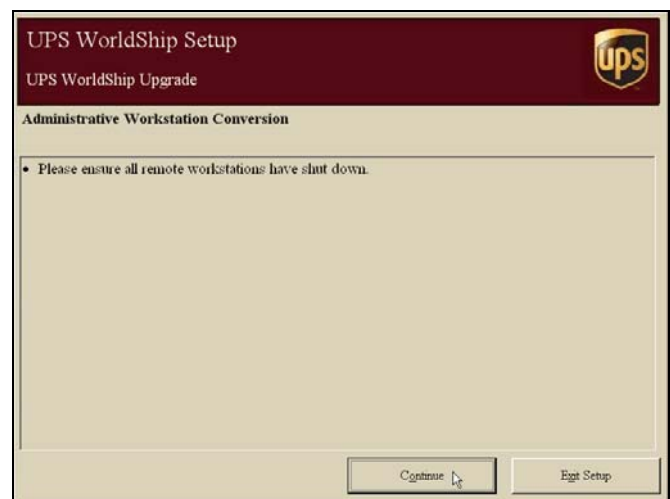 UPS WorldShip Setup
ups
UPS WorldShip Upgrade
Administrative Workstation Conversion
• Please ensure all remote workstations have shut down.
Continue
Exit Setup